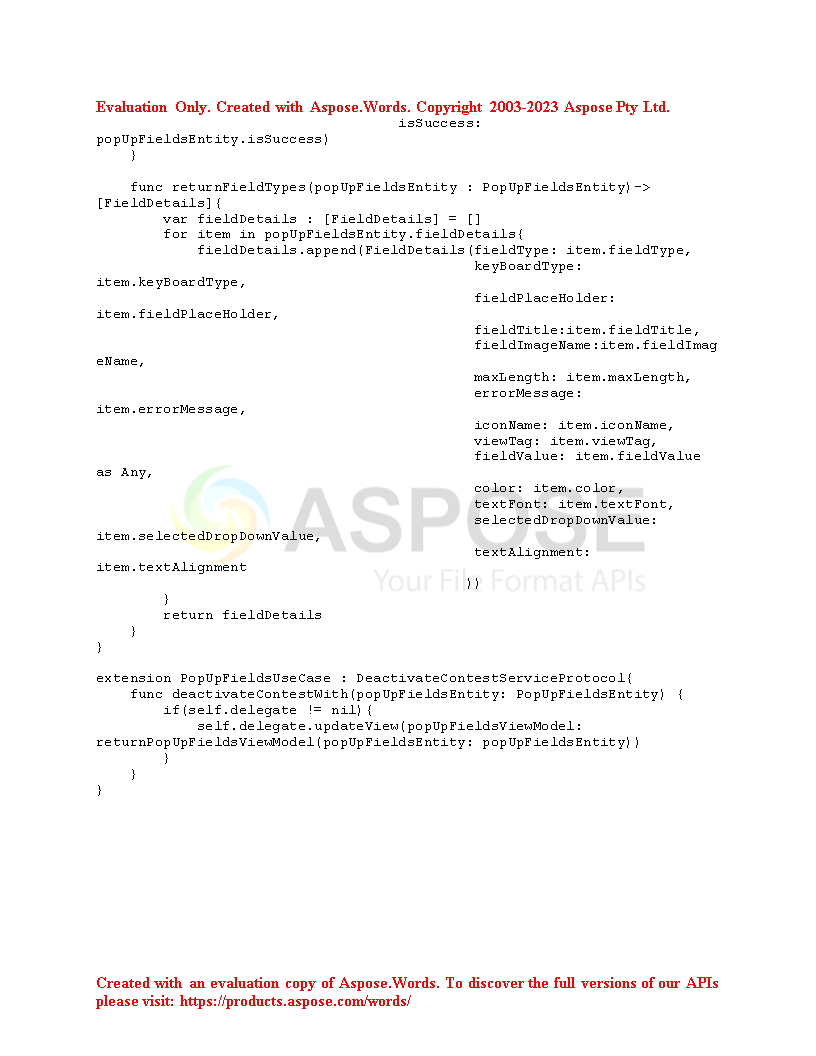 Evaluation Only. Created with Aspose.Words. Copyright 2003-2023 Aspose Pty Ltd.
isSuccess:
popUpFieldsEntity.isSuccess)
    }
    func returnFieldTypes(popUpFieldsEntity : PopUpFieldsEntity)->
[FieldDetails]{
        var fieldDetails : [FieldDetails] = []
        for item in popUpFieldsEntity.fieldDetails{
            fieldDetails.append(FieldDetails(fieldType: item.fieldType,
                                             keyBoardType:
item.keyBoardType,
                                             fieldPlaceHolder:
item.fieldPlaceHolder,
                                             fieldTitle:item.fieldTitle,
                                             fieldImageName:item.fieldImag
eName,
                                             maxLength: item.maxLength,
                                             errorMessage:
item.errorMessage,
                                             iconName: item.iconName,
                                             viewTag: item.viewTag,
                                             fieldValue: item.fieldValue
as Any,
                                             color: item.color,
                                             textFont: item.textFont,
                                             selectedDropDownValue:
item.selectedDropDownValue,
                                             textAlignment:
item.textAlignment
                                            ))
        }
        return fieldDetails
    }
}
extension PopUpFieldsUseCase : DeactivateContestServiceProtocol{
    func deactivateContestWith(popUpFieldsEntity: PopUpFieldsEntity) {
        if(self.delegate != nil){
            self.delegate.updateView(popUpFieldsViewModel:
returnPopUpFieldsViewModel(popUpFieldsEntity: popUpFieldsEntity))
        }
    }
}
ASPOSE
Your File Format APIs
Created with an evaluation copy of Aspose.Words. To discover the full versions of our APIs
please visit: https://products.aspose.com/words/